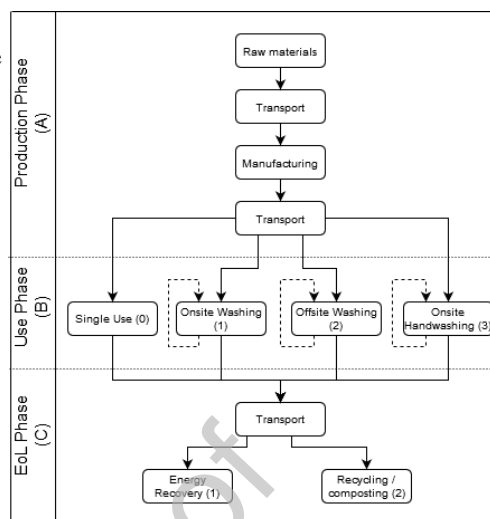 Production Phase
(A)
Raw materials
Transport
Manufacturing
Transport
Use Phase
(B)
Single Use (0)
Onsite Washing
(1)
Offsite Washing
(2)
Onsite
Handwashing (3)
EoL Phase
(C)
Transport
Energy
Recovery (1)
Recycling /
composting (2)
of